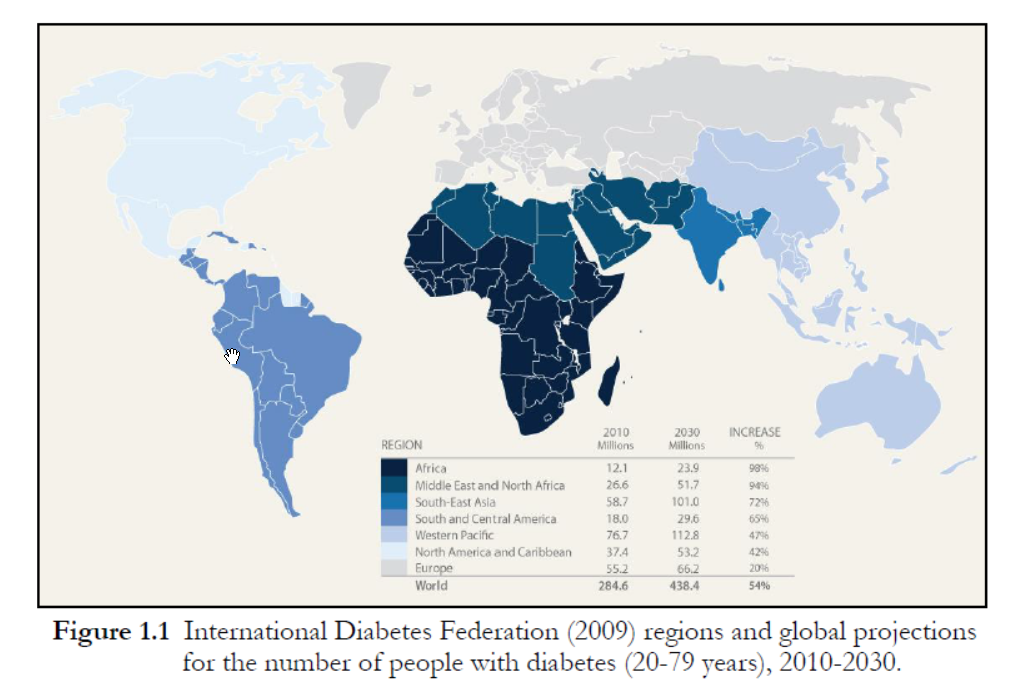 2010 2030 INCREASE
REGION Millions Millions %
Africa 12.1 23.9 98%
Middle East and North Africa 26.6 51.7 94%
South-East Asia 58.7 101.0 72%
South and Central America 18.0 29.6 65%
Western Pacific 76.7 112.8 47%
North America and Caribbean 37.4 53.2 42%
Europe 55.2 66.2 20%
World 284.6 438.4 54%
Figure 1.1 International Diabetes Federation (2009) regions and global projections
for the number of people with diabetes (20-79 years), 2010-2030.